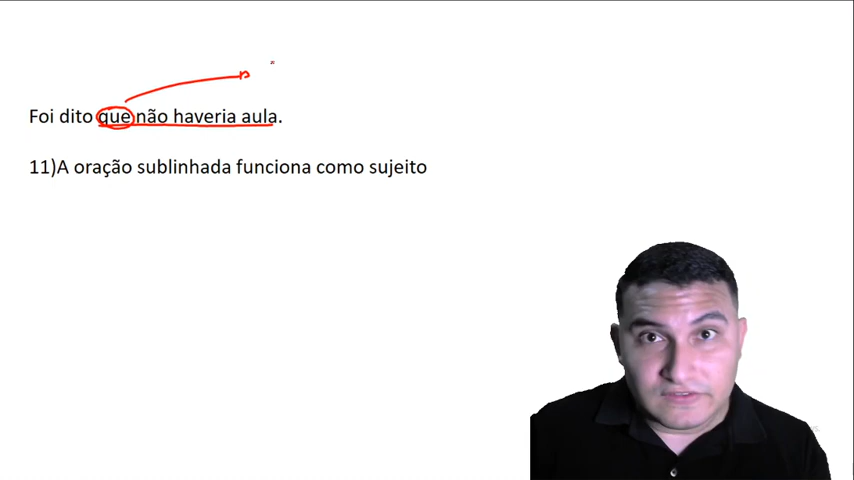 Foi dito que não haveria aula.
11)A oração sublinhada funciona como sujeito